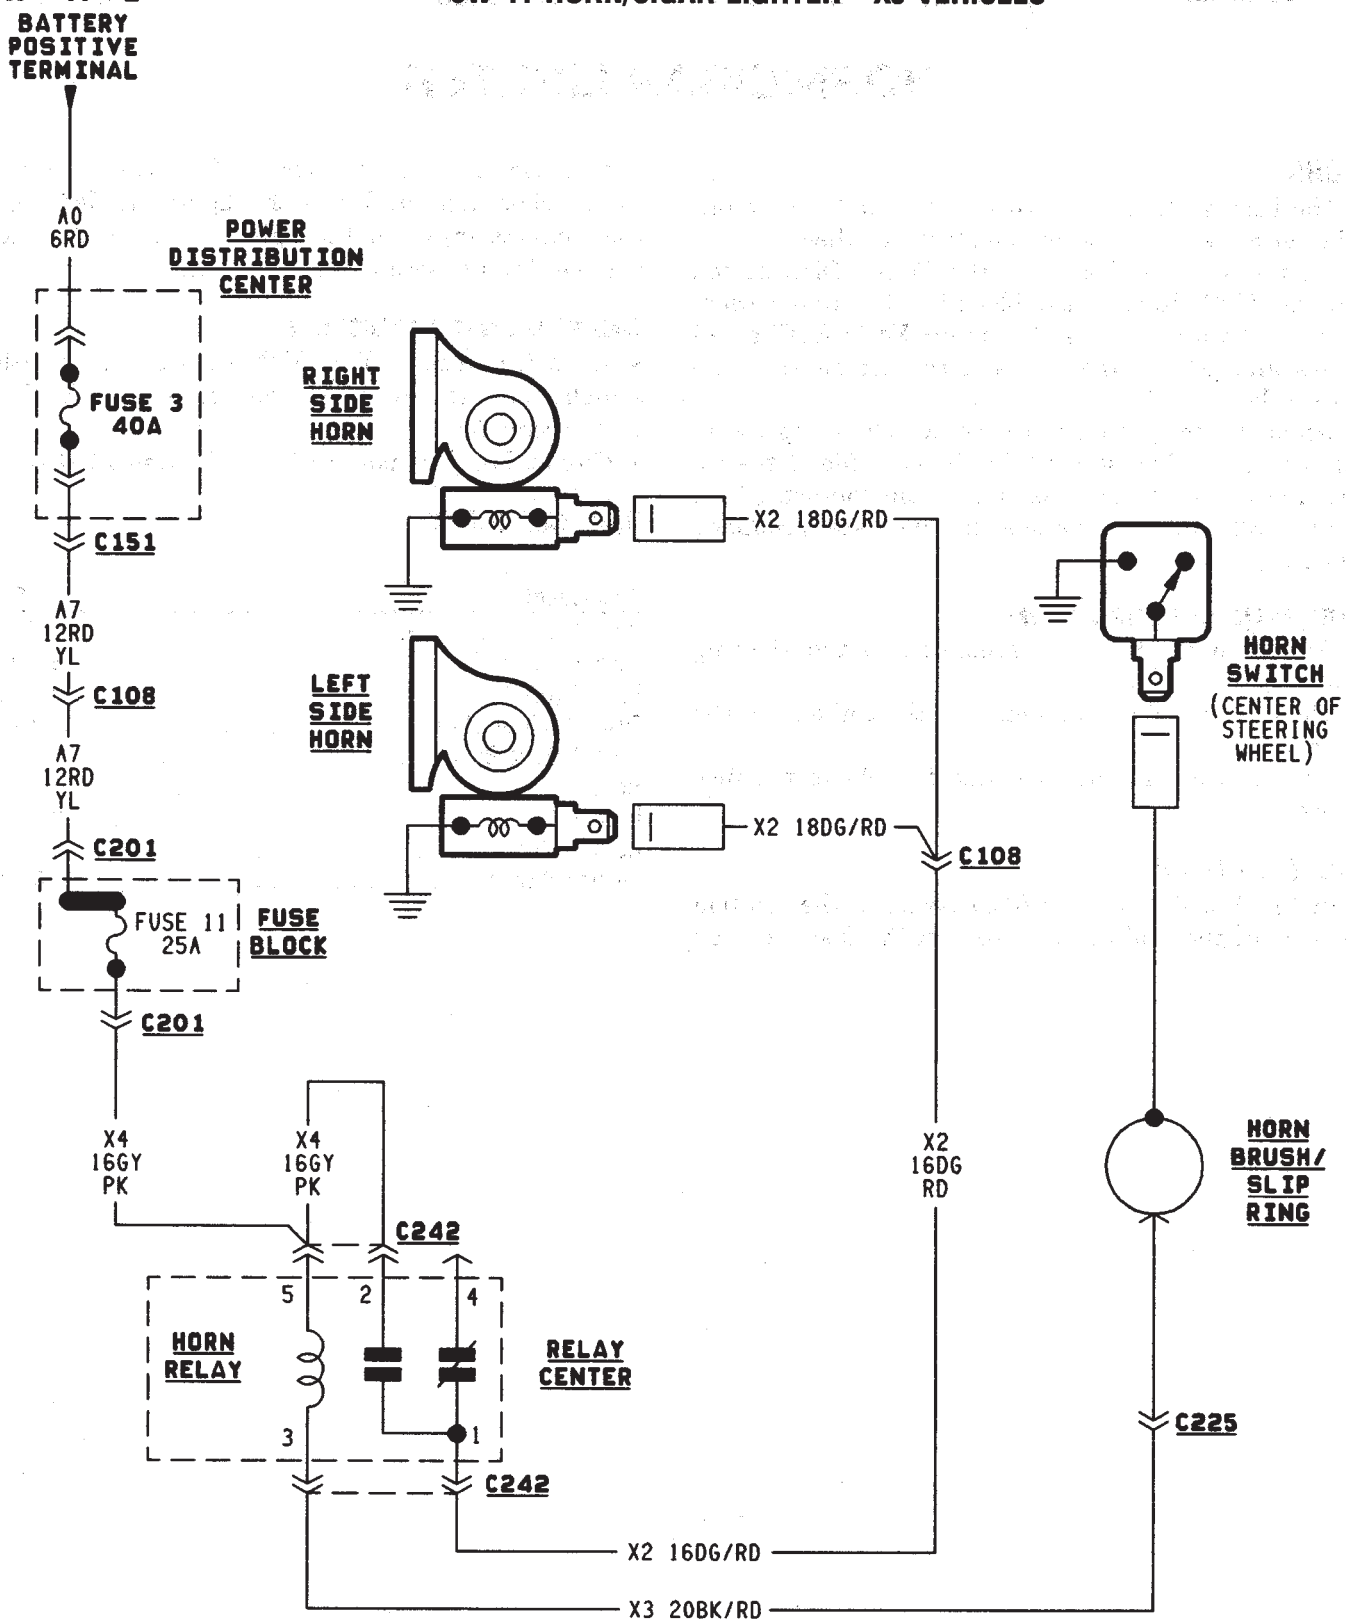 BATTERY
POSITIVE
TERMINAL
A0
6RD
POWER
DISTRIBUTION
CENTER
FUSE 3
40A
C151
A7
12RD
YL
C108
A7
12RD
YL
C201
FUSE 11
25A
FUSE
BLOCK
C201
X4
16GY
PK
X4
16GY
PK
C242
5
2
4
HORN
RELAY
RELAY
CENTER
3
1
C242
RIGHT
SIDE
HORN
X2 18DG/RD
LEFT
SIDE
HORN
X2 18DG/RD
C108
X2
16DG
RD
HORN
SWITCH
(CENTER OF
STEERING
WHEEL)
HORN
BRUSH/
SLIP
RING
C225
X2 16DG/RD
X3 20BK/RD